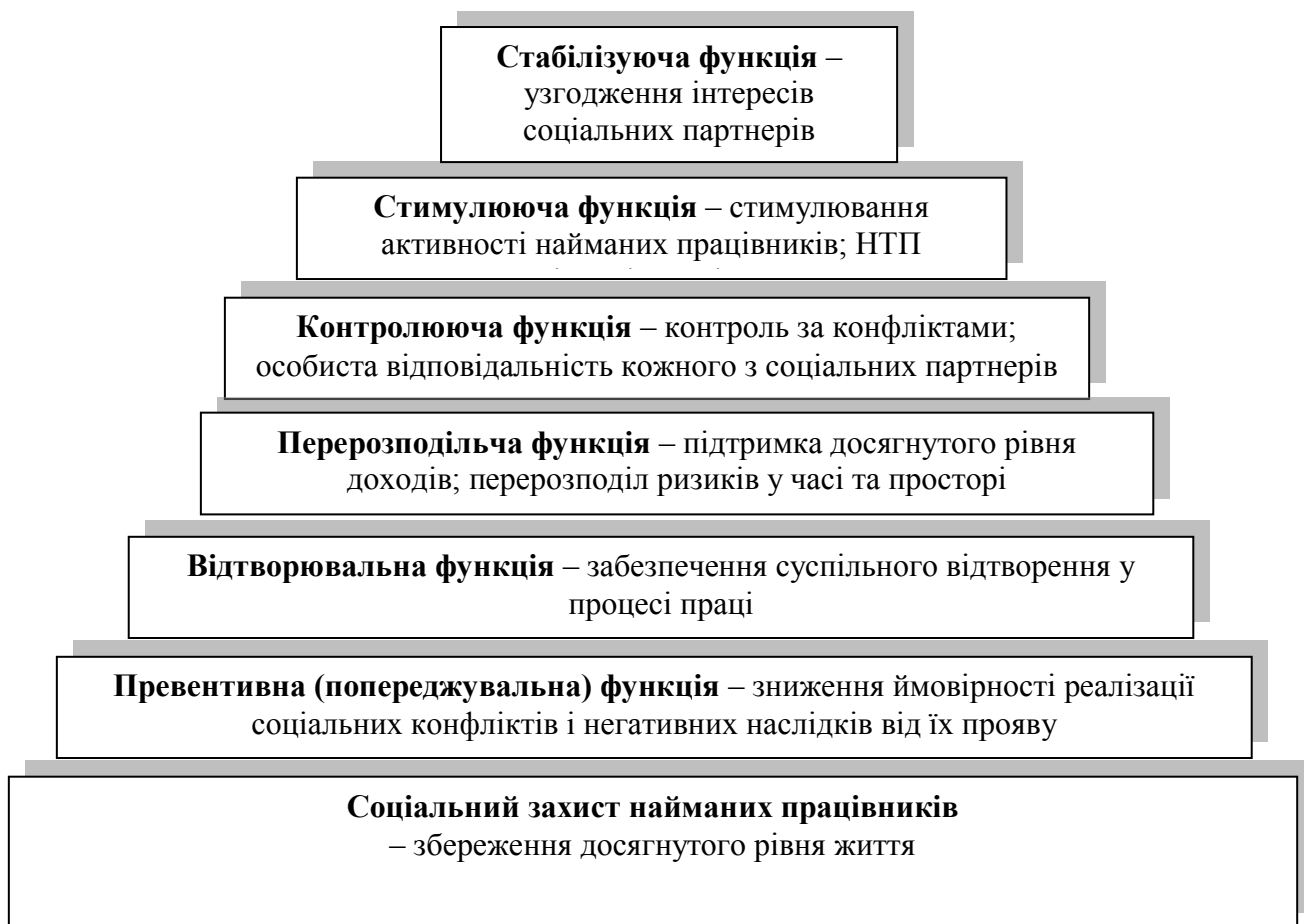 Стабілізуюча функція –
узгодження інтересів
соціальних партнерів
Стимулююча функція – стимулювання
активності найманих працівників; НТП
Контролююча функція – контроль за конфліктами;
особиста відповідальність кожного з соціальних партнерів
Перерозподільча функція – підтримка досягнутого рівня
доходів; перерозподіл ризиків у часі та просторі
Відтворювальна функція – забезпечення суспільного відтворення у
процесі праці
Превентивна (попереджувальна) функція – зниження ймовірності реалізації
соціальних конфліктів і негативних наслідків від їх прояву
Соціальний захист найманих працівників
– збереження досягнутого рівня життя